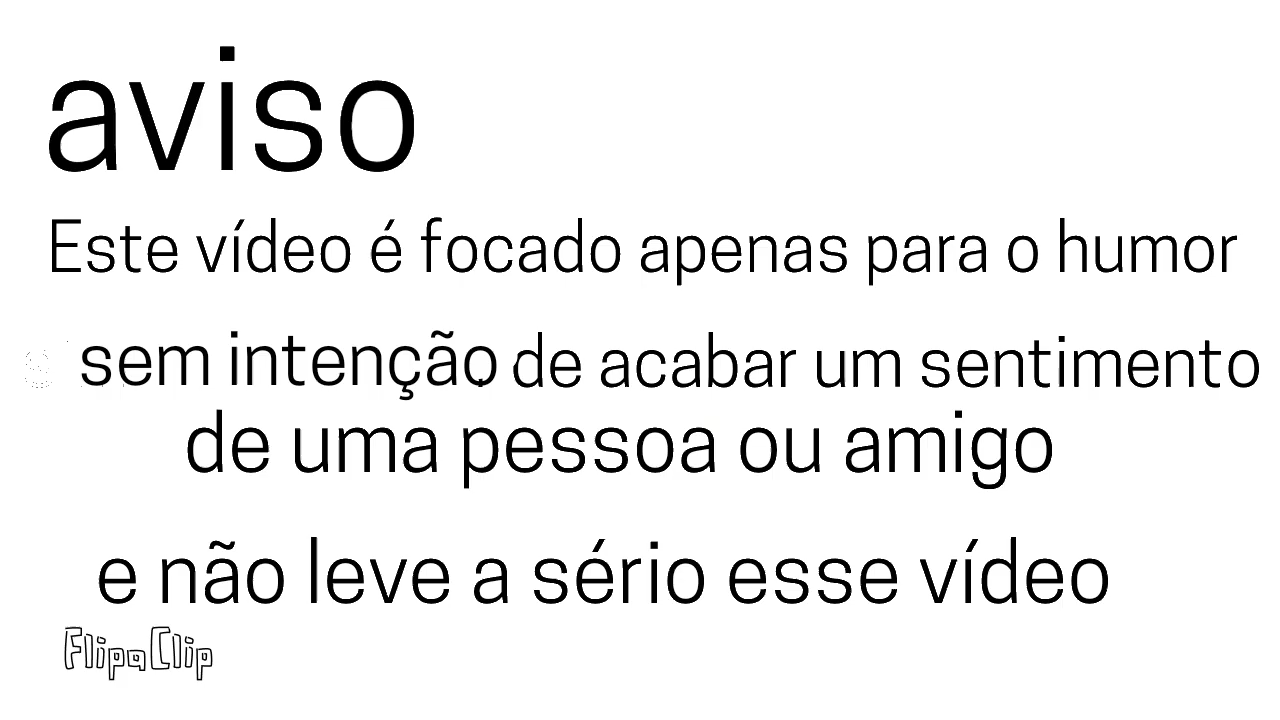 aviso
Este vídeo é focado apenas para o humor
sem intenção de acabar um sentimento
de uma pessoa ou amigo
e não leve a sério esse vídeo
FlipaClip